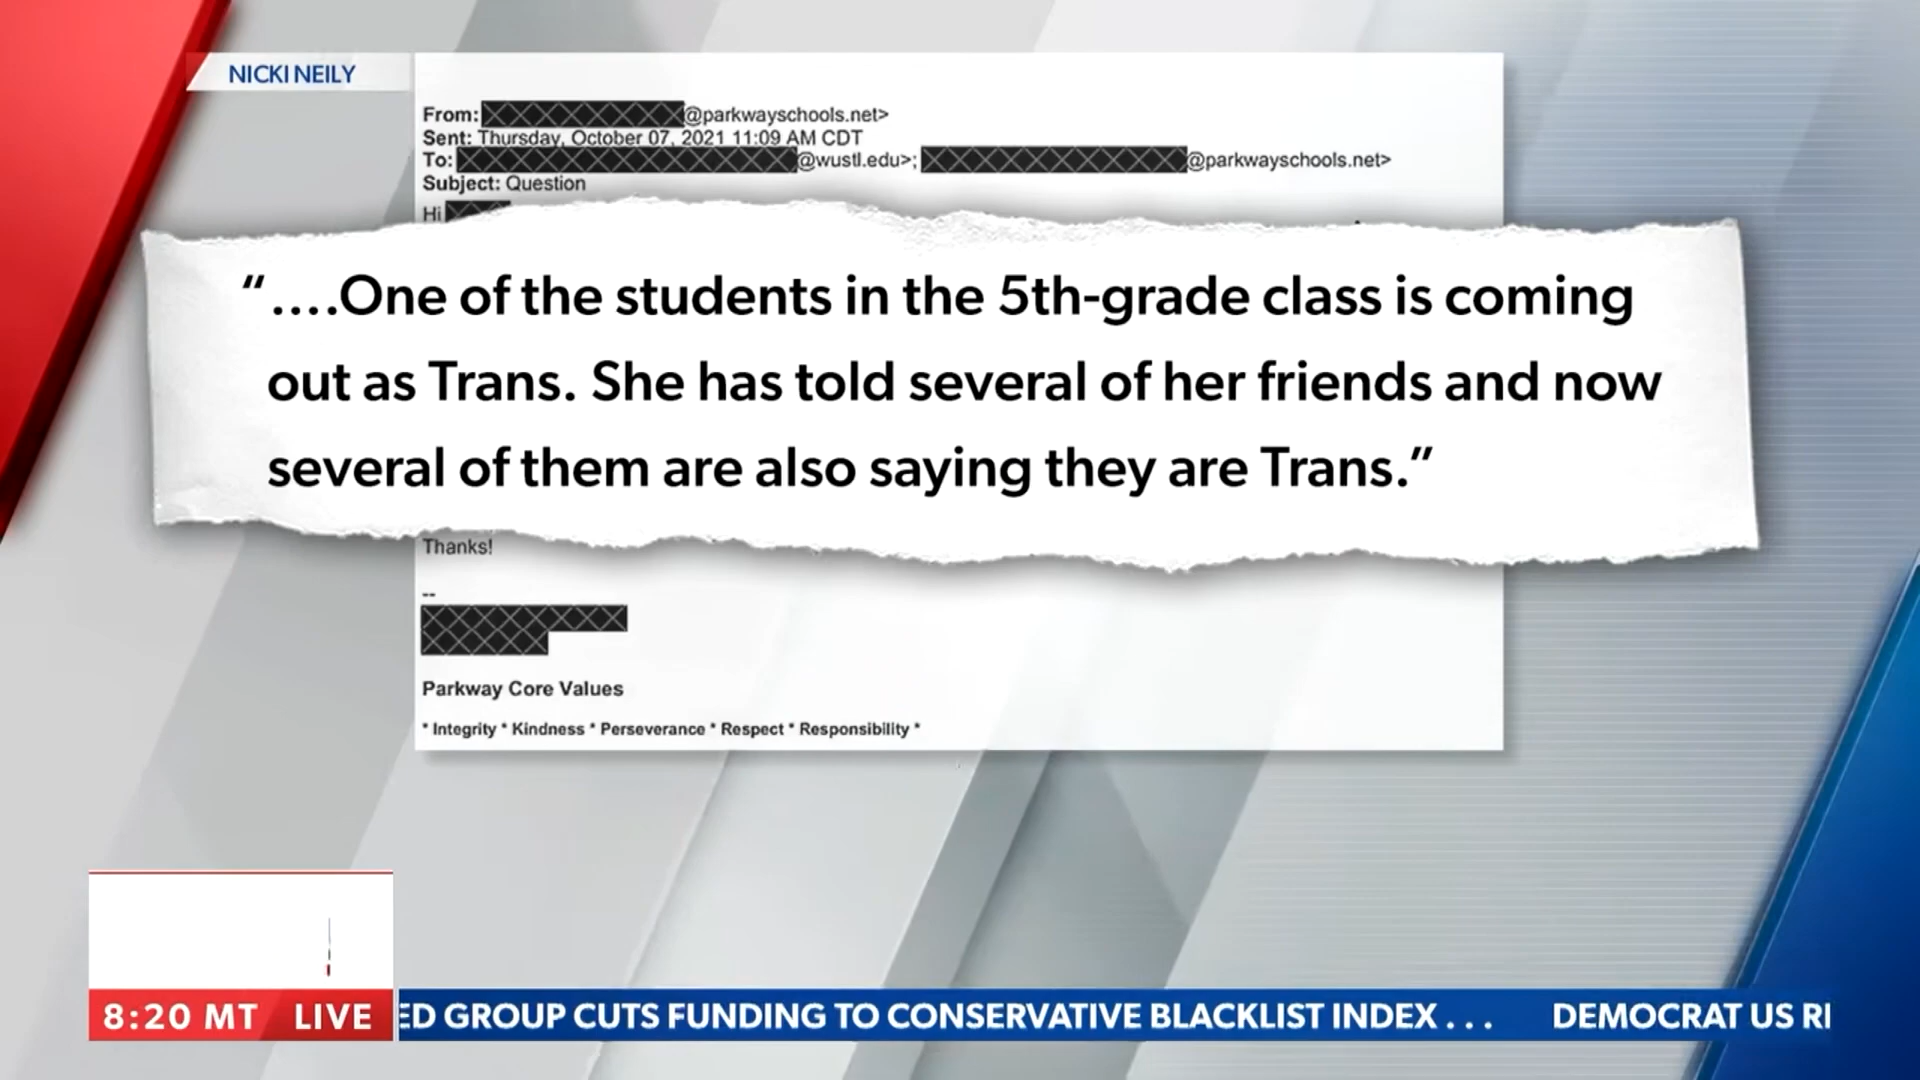 NICKI NEILY
From: @parkwayschools.net>
Sent: Thursday, October 07, 2021 11:09 AM CDT
To: @wustl.edu>; @parkwayschools.net>
Subject: Question
Hi
“....One of the students in the 5th-grade class is coming
out as Trans. She has told several of her friends and now
several of them are also saying they are Trans.”
Thanks!
--
Parkway Core Values
* Integrity * Kindness * Perseverance * Respect * Responsibility *
8:20 MT LIVE
ED GROUP CUTS FUNDING TO CONSERVATIVE BLACKLIST INDEX . . . DEMOCRAT US